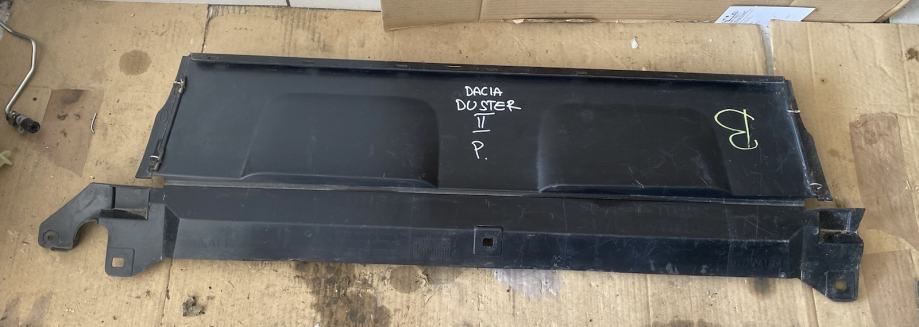 DACIA
DUSTER
II
P.
B